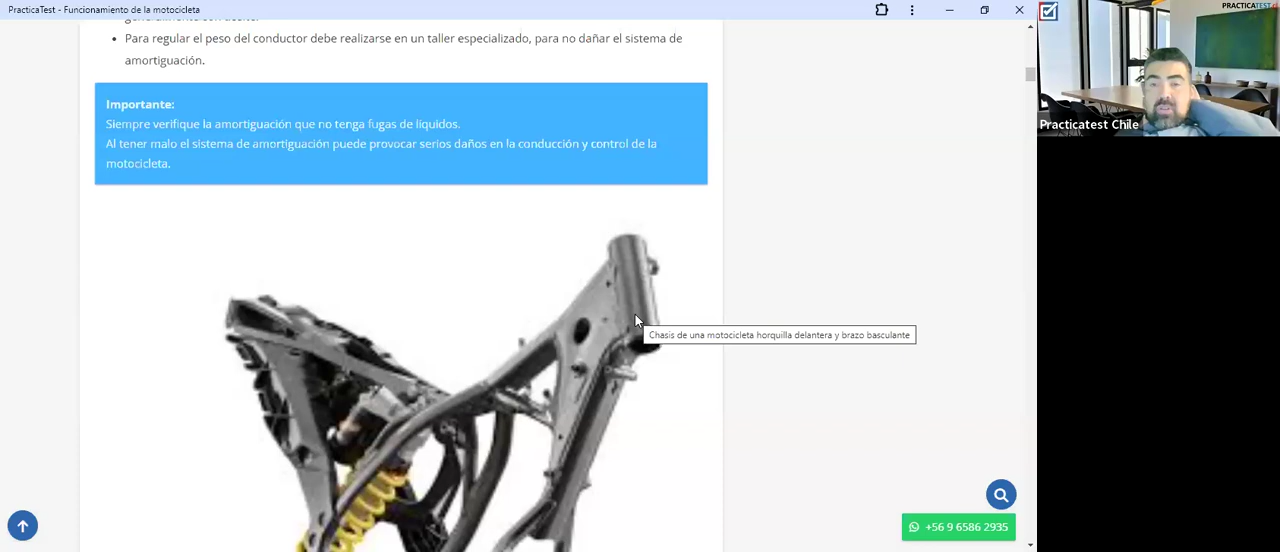 PracticaTest - Funcionamiento de la motocicleta
Para regular el peso del conductor debe realizarse en un taller especializado, para no dañar el sistema de
amortiguación.
Importante:
Siempre verifique la amortiguación que no tenga fugas de líquidos.
Al tener malo el sistema de amortiguación puede provocar serios daños en la conducción y control de la
motocicleta.
Chasis de una motocicleta horquilla delantera y brazo basculante
+56 9 6586 2935
Practicatest Chile